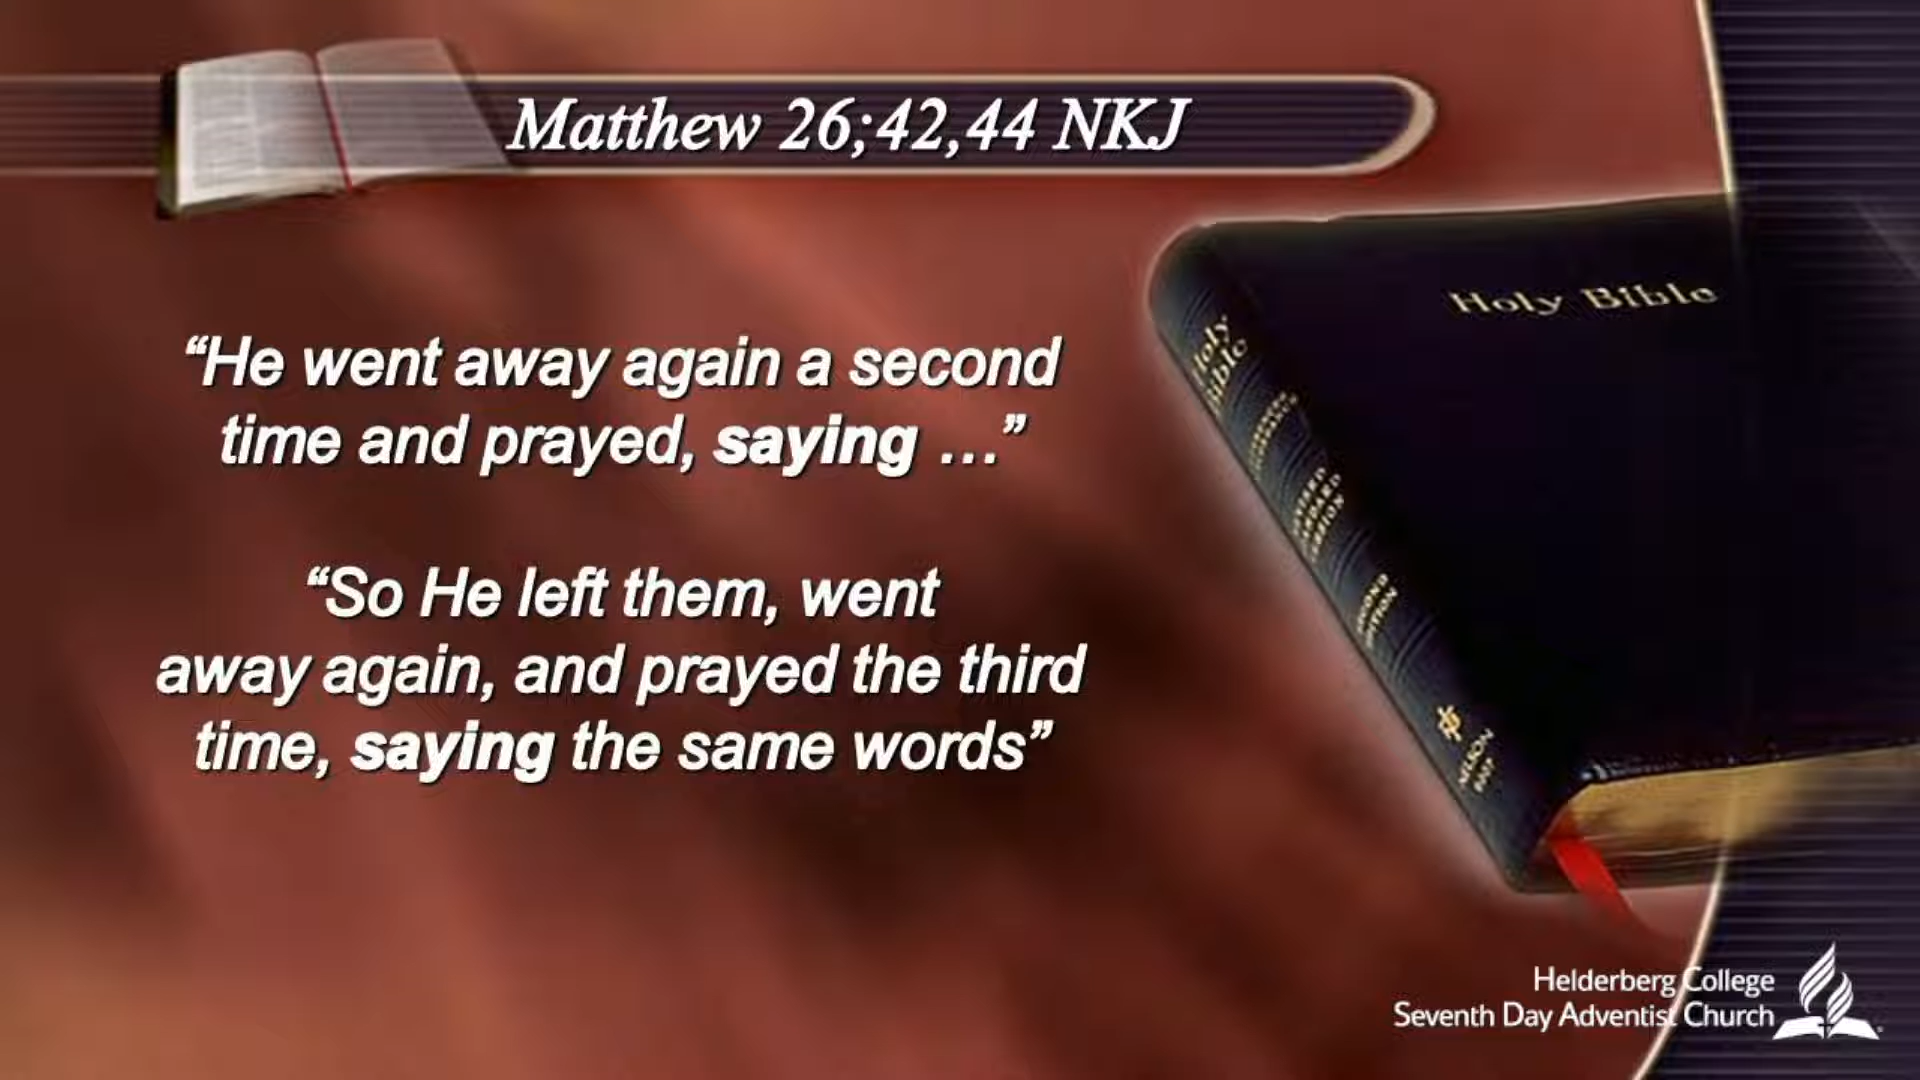 Matthew 26;42,44 NKJ
“He went away again a second
time and prayed, saying ...”
“So He left them, went
away again, and prayed the third
time, saying the same words”
Holy Bible
Holy
Bible
SECOND
EDITION
Helderberg College
Seventh Day Adventist Church